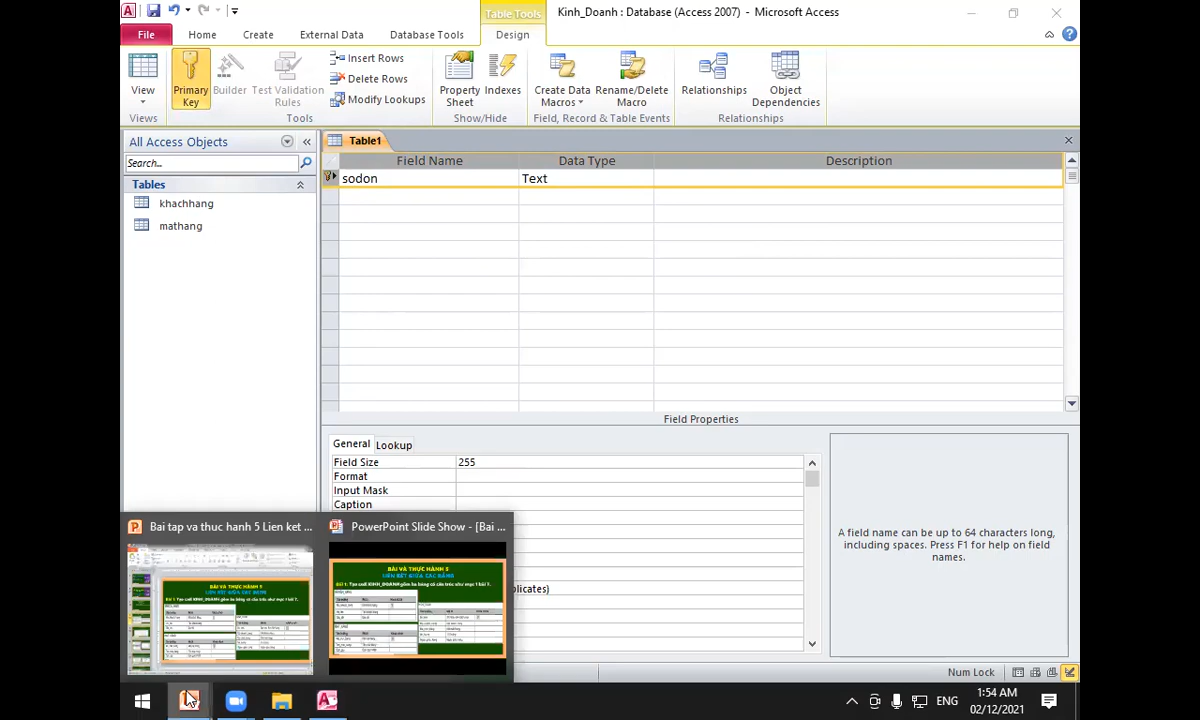 Table Tools
Kinh_Doanh : Database (Access 2007) - Microsoft Access
File
Home
Create
External Data
Database Tools
Design
View
Primary Key
Builder
Test Validation Rules
Insert Rows
Delete Rows
Modify Lookups
Property Sheet
Indexes
Create Data Macros
Rename/Delete Macro
Relationships
Object Dependencies
Views
Tools
Show/Hide
Field, Record & Table Events
Relationships
All Access Objects
Table1
Search...
Field Name
Data Type
Description
sodon
Text
Tables
khachhang
mathang
Field Properties
General
Lookup
Field Size
255
Format
Input Mask
Caption
A field name can be up to 64 characters long,
including spaces. Press F1 for help on field
names.
Bai tap va thuc hanh 5 Lien ket ...
PowerPoint Slide Show - [Bai ...
BÀI VÀ THỰC HÀNH 5
LIÊN KẾT GIỮA CÁC BẢNG
Num Lock
ENG
1:54 AM
02/12/2021